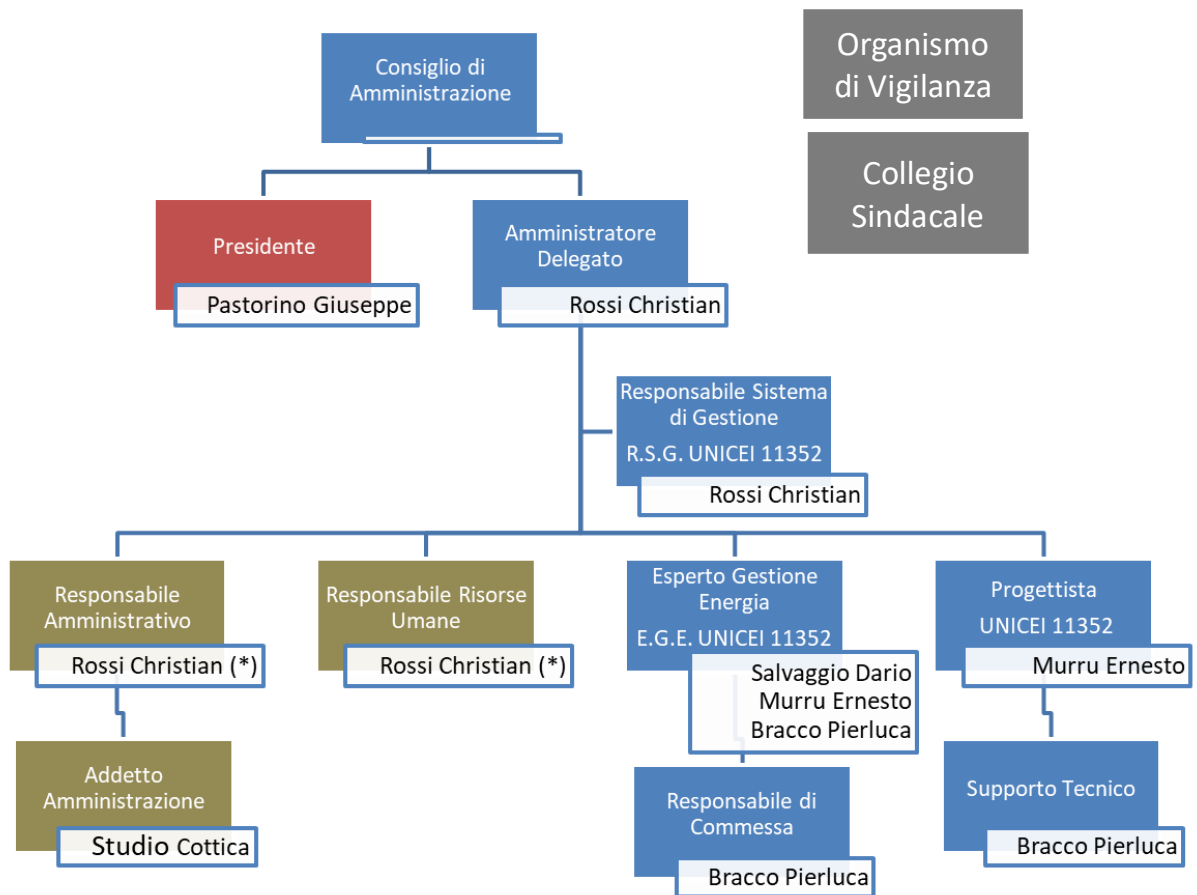 Consiglio di
Amministrazione
Organismo
di Vigilanza
Collegio
Sindacale
Presidente
Pastorino Giuseppe
Amministratore
Delegato
Rossi Christian
Responsabile Sistema
di Gestione
R.S.G. UNICEI 11352
Rossi Christian
Responsabile
Amministrativo
Rossi Christian (*)
Responsabile Risorse
Umane
Rossi Christian (*)
Esperto Gestione
Energia
E.G.E. UNICEI 11352
Salvaggio Dario
Murru Ernesto
Bracco Pierluca
Progettista
UNICEI 11352
Murru Ernesto
Addetto
Amministrazione
Studio Cottica
Responsabile di
Commessa
Bracco Pierluca
Supporto Tecnico
Bracco Pierluca